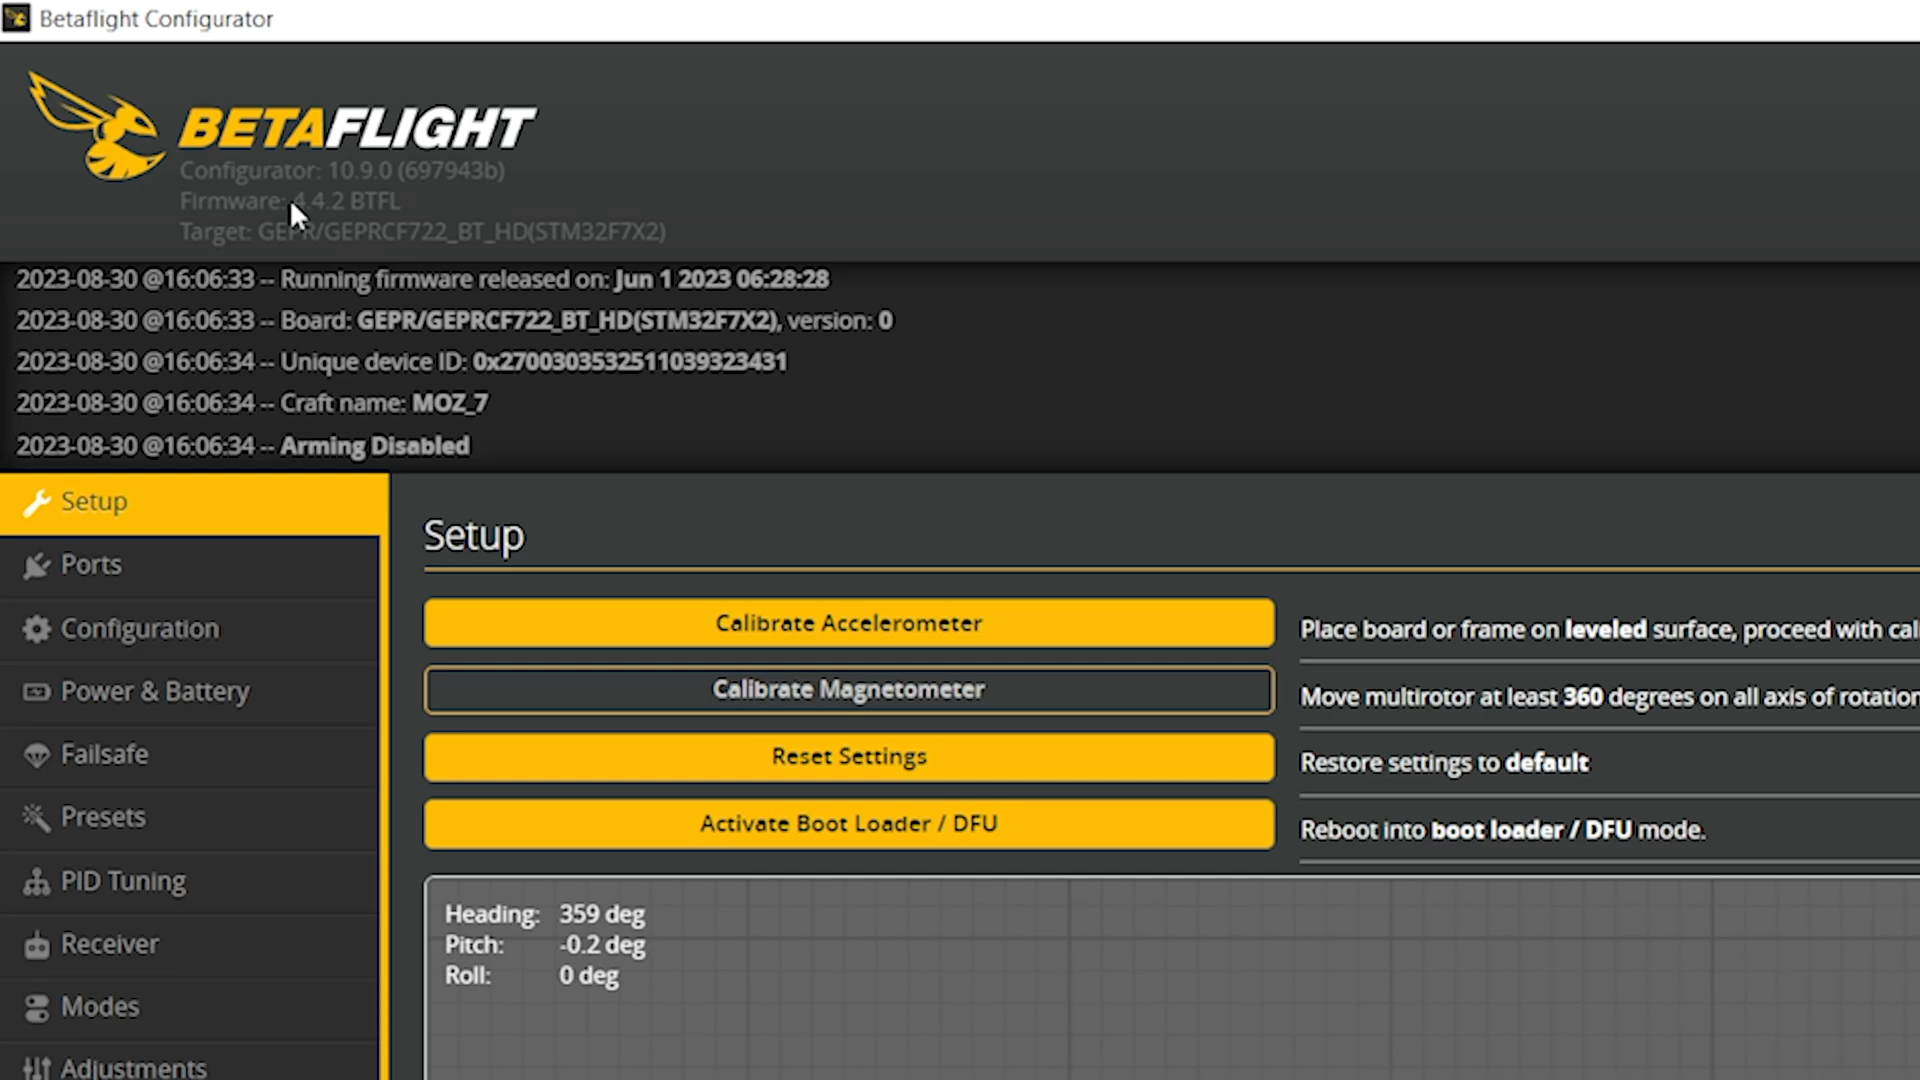 Betaflight Configurator
BETAFLIGHT
Configurator: 10.9.0 (697943b)
Firmware: 4.4.2 BTFL
Target: GEPR/GEPRCF722_BT_HD(STM32F7X2)
2023-08-30 @16:06:33 -- Running firmware released on: Jun 1 2023 06:28:28
2023-08-30 @16:06:33 -- Board: GEPR/GEPRCF722_BT_HD(STM32F7X2), version: 0
2023-08-30 @16:06:34 -- Unique device ID: 0x2700303532511039323431
2023-08-30 @16:06:34 -- Craft name: MOZ_7
2023-08-30 @16:06:34 -- Arming Disabled
Setup
Ports
Configuration
Power & Battery
Failsafe
Presets
PID Tuning
Receiver
Modes
Adjustments
Setup
Calibrate Accelerometer
Place board or frame on leveled surface, proceed with cal
Calibrate Magnetometer
Move multirotor at least 360 degrees on all axis of rotation
Reset Settings
Restore settings to default
Activate Boot Loader / DFU
Reboot into boot loader / DFU mode.
Heading: 359 deg
Pitch: -0.2 deg
Roll: 0 deg